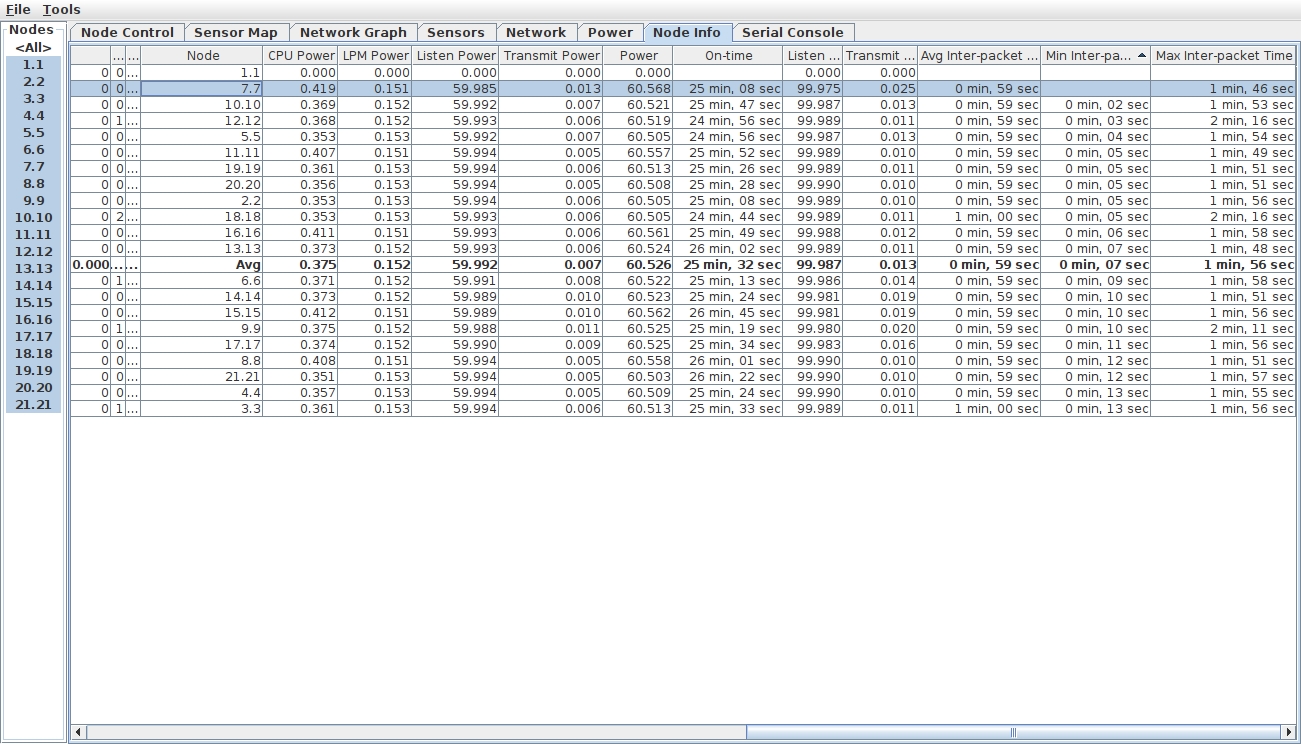 File Tools
Nodes
<All>
1.1
2.2
3.3
4.4
5.5
6.6
7.7
8.8
9.9
10.10
11.11
12.12
13.13
14.14
15.15
16.16
17.17
18.18
19.19
20.20
21.21
Node Control Sensor Map Network Graph Sensors Network Power Node Info Serial Console
... ... Node CPU Power LPM Power Listen Power Transmit Power Power On-time Listen ... Transmit ... Avg Inter-packet ... Min Inter-pa... Max Inter-packet Time
0 0 ... 1.1 0.000 0.000 0.000 0.000 0.000 0.000 0.000
0 0 ... 7.7 0.419 0.151 59.985 0.013 60.568 25 min, 08 sec 99.975 0.025 0 min, 59 sec 1 min, 46 sec
0 0 ... 10.10 0.369 0.152 59.992 0.007 60.521 25 min, 47 sec 99.987 0.013 0 min, 59 sec 0 min, 02 sec 1 min, 53 sec
0 1 ... 12.12 0.368 0.152 59.993 0.006 60.519 24 min, 56 sec 99.989 0.011 0 min, 59 sec 0 min, 03 sec 2 min, 16 sec
0 0 ... 5.5 0.353 0.153 59.992 0.007 60.505 24 min, 56 sec 99.987 0.013 0 min, 59 sec 0 min, 04 sec 1 min, 54 sec
0 0 ... 11.11 0.407 0.151 59.994 0.005 60.557 25 min, 52 sec 99.989 0.010 0 min, 59 sec 0 min, 05 sec 1 min, 49 sec
0 0 ... 19.19 0.361 0.153 59.994 0.006 60.513 25 min, 26 sec 99.989 0.011 0 min, 59 sec 0 min, 05 sec 1 min, 51 sec
0 0 ... 20.20 0.356 0.153 59.994 0.005 60.508 25 min, 28 sec 99.990 0.010 0 min, 59 sec 0 min, 05 sec 1 min, 51 sec
0 0 ... 2.2 0.353 0.153 59.994 0.006 60.505 25 min, 08 sec 99.989 0.010 0 min, 59 sec 0 min, 05 sec 1 min, 56 sec
0 2 ... 18.18 0.353 0.153 59.993 0.006 60.505 24 min, 44 sec 99.989 0.011 1 min, 00 sec 0 min, 05 sec 2 min, 16 sec
0 0 ... 16.16 0.411 0.151 59.993 0.006 60.561 25 min, 49 sec 99.988 0.012 0 min, 59 sec 0 min, 06 sec 1 min, 58 sec
0 0 ... 13.13 0.373 0.152 59.993 0.006 60.524 26 min, 02 sec 99.989 0.011 0 min, 59 sec 0 min, 07 sec 1 min, 48 sec
0.000 ... ... Avg 0.375 0.152 59.992 0.007 60.526 25 min, 32 sec 99.987 0.013 0 min, 59 sec 0 min, 07 sec 1 min, 56 sec
0 1 ... 6.6 0.371 0.152 59.991 0.008 60.522 25 min, 13 sec 99.986 0.014 0 min, 59 sec 0 min, 09 sec 1 min, 58 sec
0 0 ... 14.14 0.373 0.152 59.989 0.010 60.523 25 min, 24 sec 99.981 0.019 0 min, 59 sec 0 min, 10 sec 1 min, 51 sec
0 0 ... 15.15 0.412 0.151 59.989 0.010 60.562 26 min, 45 sec 99.981 0.019 0 min, 59 sec 0 min, 10 sec 1 min, 56 sec
0 1 ... 9.9 0.375 0.152 59.988 0.011 60.525 25 min, 19 sec 99.980 0.020 0 min, 59 sec 0 min, 10 sec 2 min, 11 sec
0 0 ... 17.17 0.374 0.152 59.990 0.009 60.525 25 min, 34 sec 99.983 0.016 0 min, 59 sec 0 min, 11 sec 1 min, 56 sec
0 0 ... 8.8 0.408 0.151 59.994 0.005 60.558 26 min, 01 sec 99.990 0.010 0 min, 59 sec 0 min, 12 sec 1 min, 51 sec
0 0 ... 21.21 0.351 0.153 59.994 0.005 60.503 26 min, 22 sec 99.990 0.010 0 min, 59 sec 0 min, 12 sec 1 min, 57 sec
0 0 ... 4.4 0.357 0.153 59.994 0.005 60.509 25 min, 24 sec 99.990 0.010 0 min, 59 sec 0 min, 13 sec 1 min, 55 sec
0 1 ... 3.3 0.361 0.153 59.994 0.006 60.513 25 min, 33 sec 99.989 0.011 1 min, 00 sec 0 min, 13 sec 1 min, 56 sec